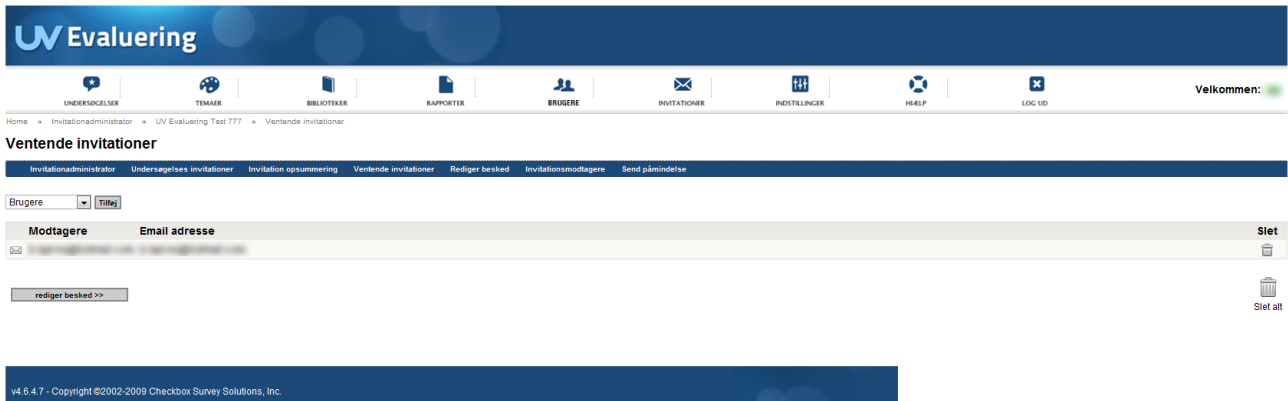 UV Evaluering
UNDERSØGELSER TEMAER BIBLIOTEKER RAPPORTER BRUGERE INVITATIONER INDSTILLINGER HJÆLP LOG UD Velkommen:
Home → Invitationadministrator → UV Evaluering Test 777 → Ventende invitationer
Ventende invitationer
Invitationadministrator Undersøgelses invitationer Invitation opsummering Ventende invitationer Rediger besked Invitationsmodtagere Send påmindelse
Brugere Tilføj
Modtagere Email adresse Slet
rediger besked >>
Slet alt
v4.6.4.7 - Copyright ©2002-2009 Checkbox Survey Solutions, Inc.